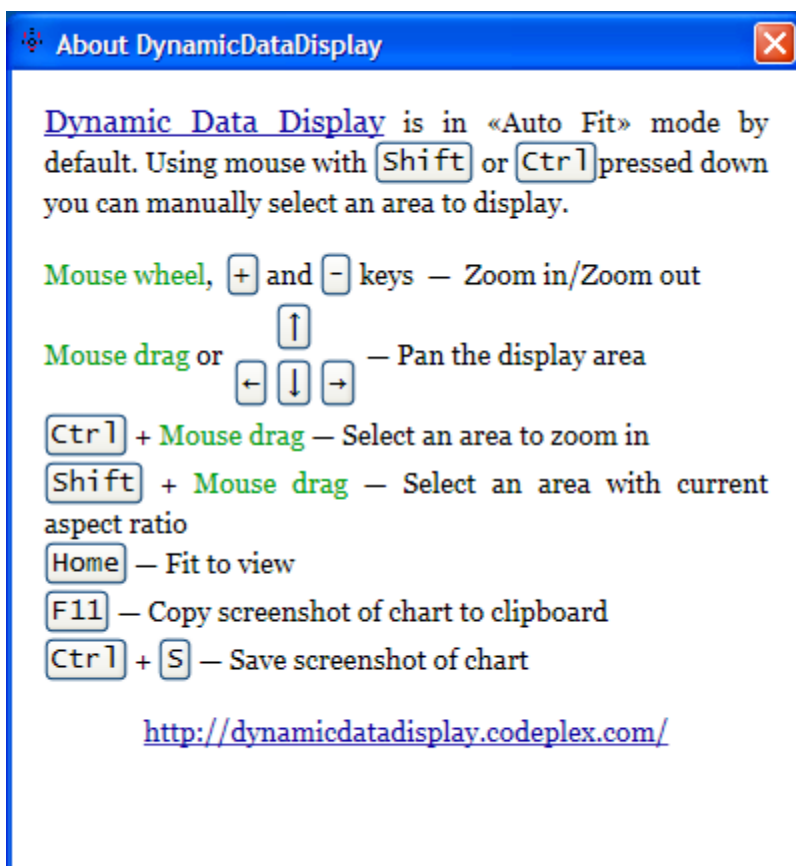 About DynamicDataDisplay
Dynamic Data Display is in «Auto Fit» mode by
default. Using mouse with Shift or Ctrl pressed down
you can manually select an area to display.
Mouse wheel, + and - keys — Zoom in/Zoom out
↑
Mouse drag or ← ↓ → — Pan the display area
Ctrl + Mouse drag — Select an area to zoom in
Shift + Mouse drag — Select an area with current
aspect ratio
Home — Fit to view
F11 — Copy screenshot of chart to clipboard
Ctrl + S — Save screenshot of chart
http://dynamicdatadisplay.codeplex.com/